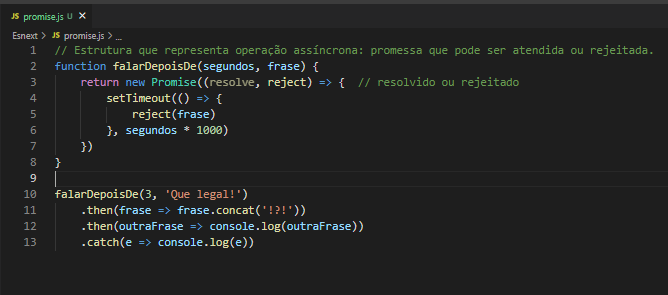 JS promise.js U ×
Esnext > JS promise.js > ...
1 // Estrutura que representa operação assíncrona: promessa que pode ser atendida ou rejeitada.
2 function falarDepoisDe(segundos, frase) {
3     return new Promise((resolve, reject) => {  // resolvido ou rejeitado
4         setTimeout(() => {
5             reject(frase)
6         }, segundos * 1000)
7     })
8 }
9
10 falarDepoisDe(3, 'Que legal!')
11     .then(frase => frase.concat('!?!'))
12     .then(outraFrase => console.log(outraFrase))
13     .catch(e => console.log(e))